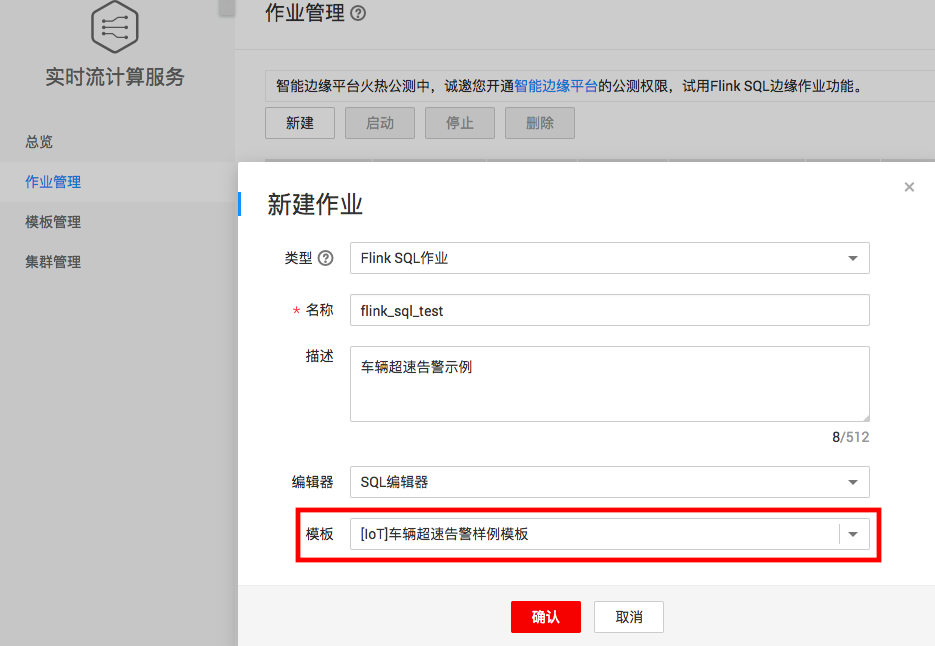 作业管理 ?
实时流计算服务
总览
作业管理
模板管理
集群管理
智能边缘平台火热公测中，诚邀您开通智能边缘平台的公测权限，试用Flink SQL边缘作业功能。
新建 启动 停止 删除
新建作业 ×
类型 ? Flink SQL作业
* 名称 flink_sql_test
描述 车辆超速告警示例
8/512
编辑器 SQL编辑器
模板 [IoT]车辆超速告警样例模板
确认 取消